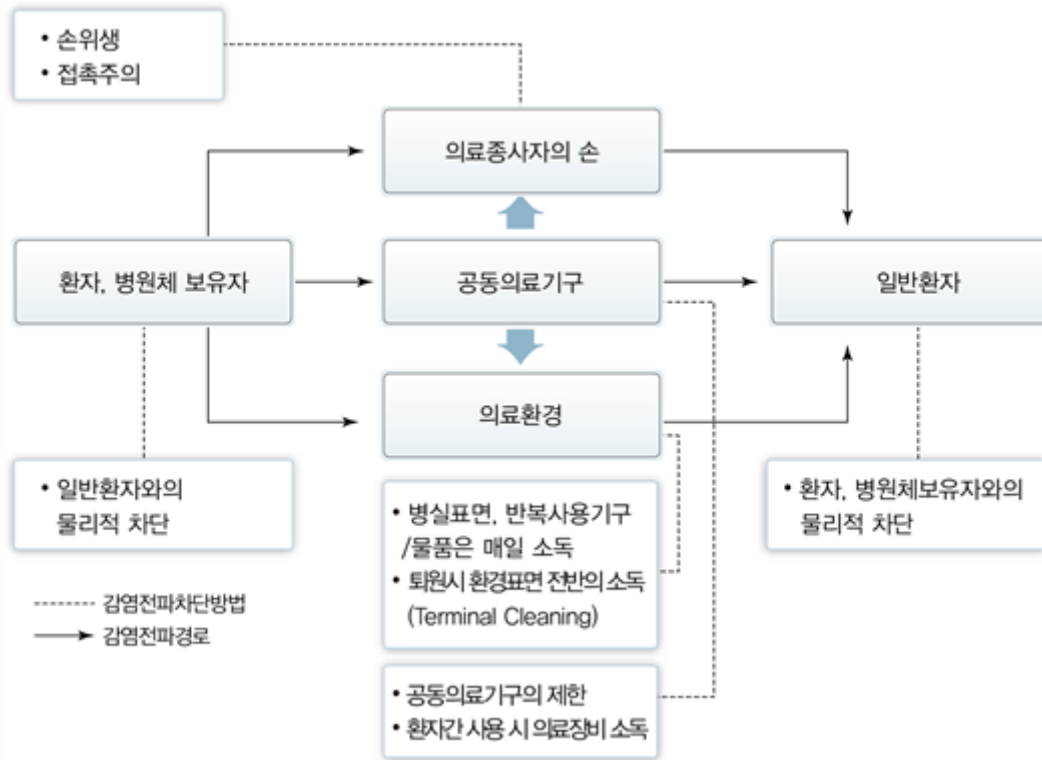 • 손위생
• 접촉주의
의료종사자의 손
환자, 병원체 보유자
공동의료기구
일반환자
의료환경
• 일반환자와의
물리적 차단
• 병실표면, 반복사용기구
/물품은 매일 소독
• 퇴원시 환경표면 전반의 소독
(Terminal Cleaning)
• 환자, 병원체보유자와의
물리적 차단
감염전파차단방법
감염전파경로
• 공동의료기구의 제한
• 환자간 사용 시 의료장비 소독